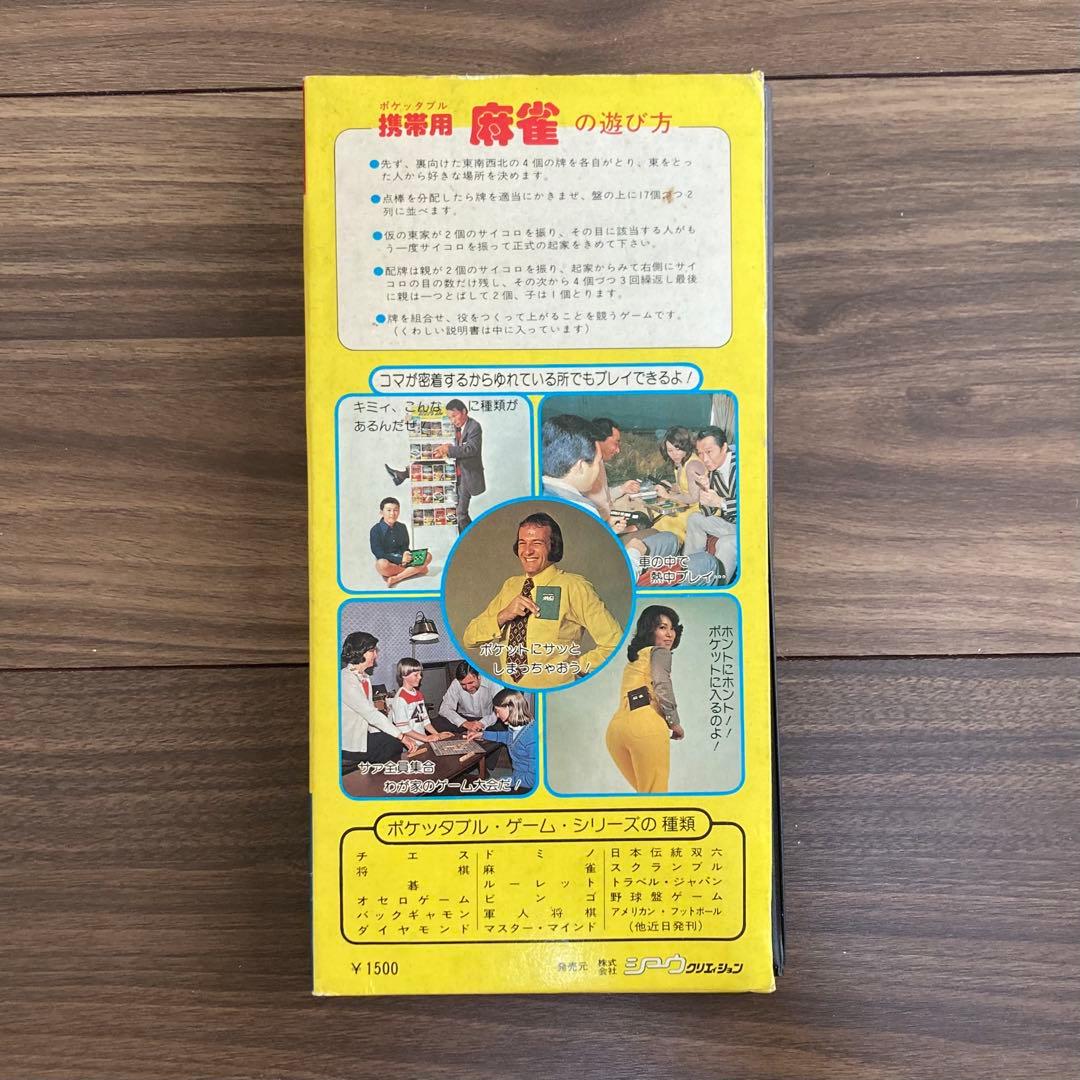 ポケッタブル
携帯用 麻雀 の遊び方
●先ず、裏向けた東南西北の4個の牌を各自がとり、東をとっ
た人から好きな場所を決めます。
●点棒を分配したら牌を適当にかきまぜ、盤の上に17個づつ2
列に並べます。
●仮の東家が2個のサイコロを振り、その目に該当する人がも
う一度サイコロを振って正式の起家をきめて下さい。
●配牌は親が2個のサイコロを振り、起家からみて右側にサイ
コロの目の数だけ残し、その次から4個づつ3回繰返し最後
に親は一つとばして2個、子は1個とります。
●牌を組合せ、役をつくって上がることを競うゲームです。
(くわしい説明書は中に入っています)
コマが密着するからゆれている所でもプレイできるよ!
キミィ、こんな に種類が
あるんだぜ!
車の中で
熱中プレイ…
ポケットにサッと
しまっちゃおう!
サァ全員集合
わが家のゲーム大会だ!
ホントにホント!!
ポケットに入るのよ!
ポケッタブル・ゲーム・シリーズの種類
チエス
将棋
碁
オセロゲーム
バックギャモン
ダイヤモンド
ドミノ
麻雀
ルーレット
ビンゴ
軍人将棋
マスター・マインド
日本伝統双六
スクランブル
トラベル・ジャパン
野球盤ゲーム
アメリカン・フットボール
(他近日発刊)
¥1500
発売元 株式会社 シアウクリエィション